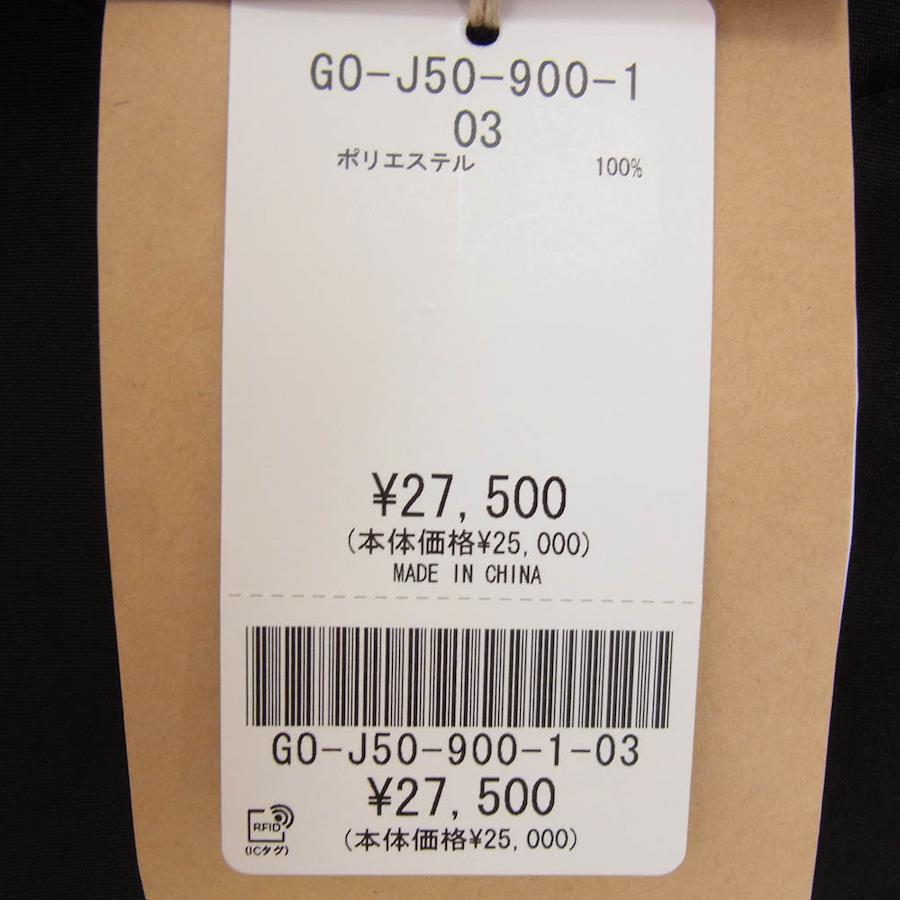 GO-J50-900-1
03
ポリエステル 100%
¥27,500
(本体価格¥25,000)
MADE IN CHINA
GO-J50-900-1-03
¥27,500
RFID
(本体価格¥25,000)
(ICタグ)